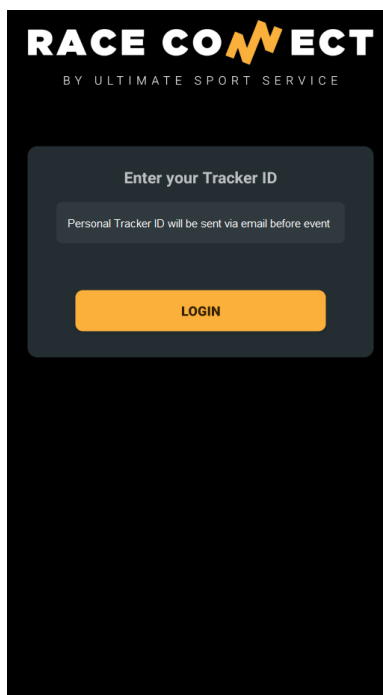 RACE CONNECT
BY ULTIMATE SPORT SERVICE
Enter your Tracker ID
Personal Tracker ID will be sent via email before event
LOGIN